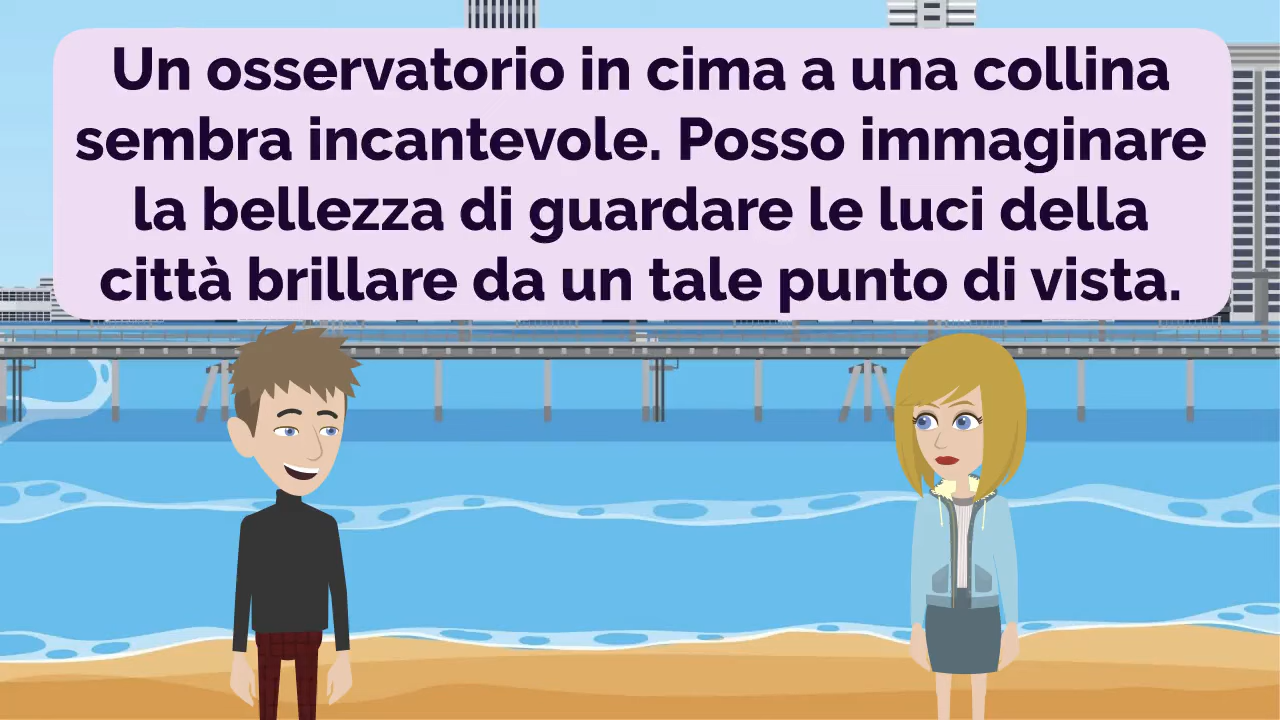 Un osservatorio in cima a una collina
sembra incantevole. Posso immaginare
la bellezza di guardare le luci della
città brillare da un tale punto di vista.